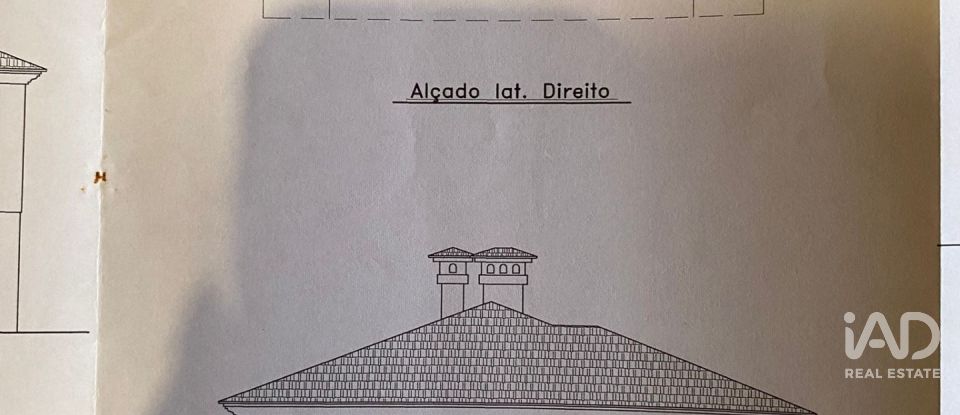 Alçado lat. Direito
iAD
REAL ESTATE